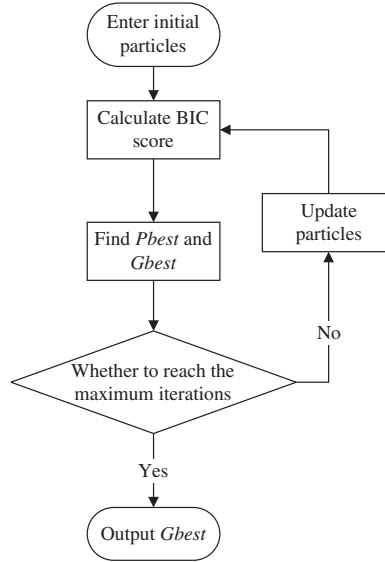 Enter initial
particles
Calculate BIC
score
Find Pbest and
Gbest
Update
particles
No
Whether to reach the
maximum iterations
Yes
Output Gbest